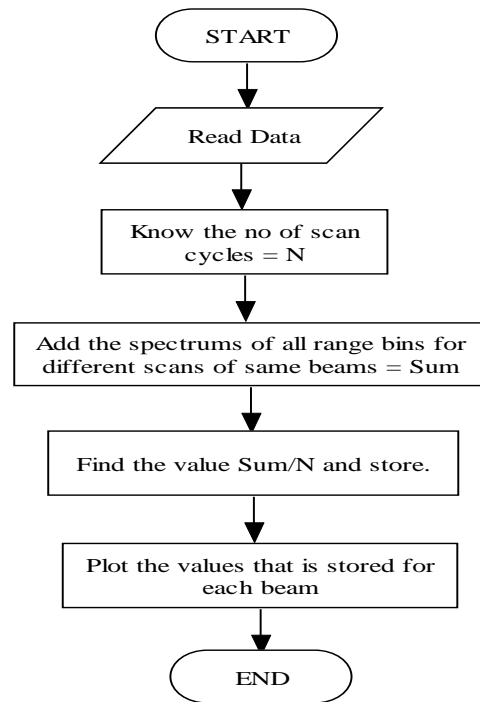 START
Read Data
Know the no of scan
cycles = N
Add the spectrums of all range bins for
different scans of same beams = Sum
Find the value Sum/N and store.
Plot the values that is stored for
each beam
END